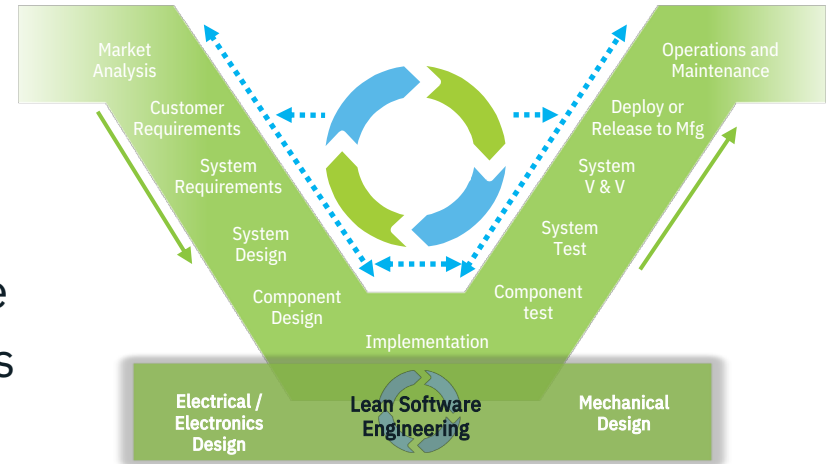 Market
Analysis
Customer
Requirements
System
Requirements
System
Design
Component
Design
Implementation
Component
test
System
Test
System
V & V
Deploy or
Release to Mfg
Operations and
Maintenance
e
s
Electrical /
Electronics
Design
Lean Software
Engineering
Mechanical
Design